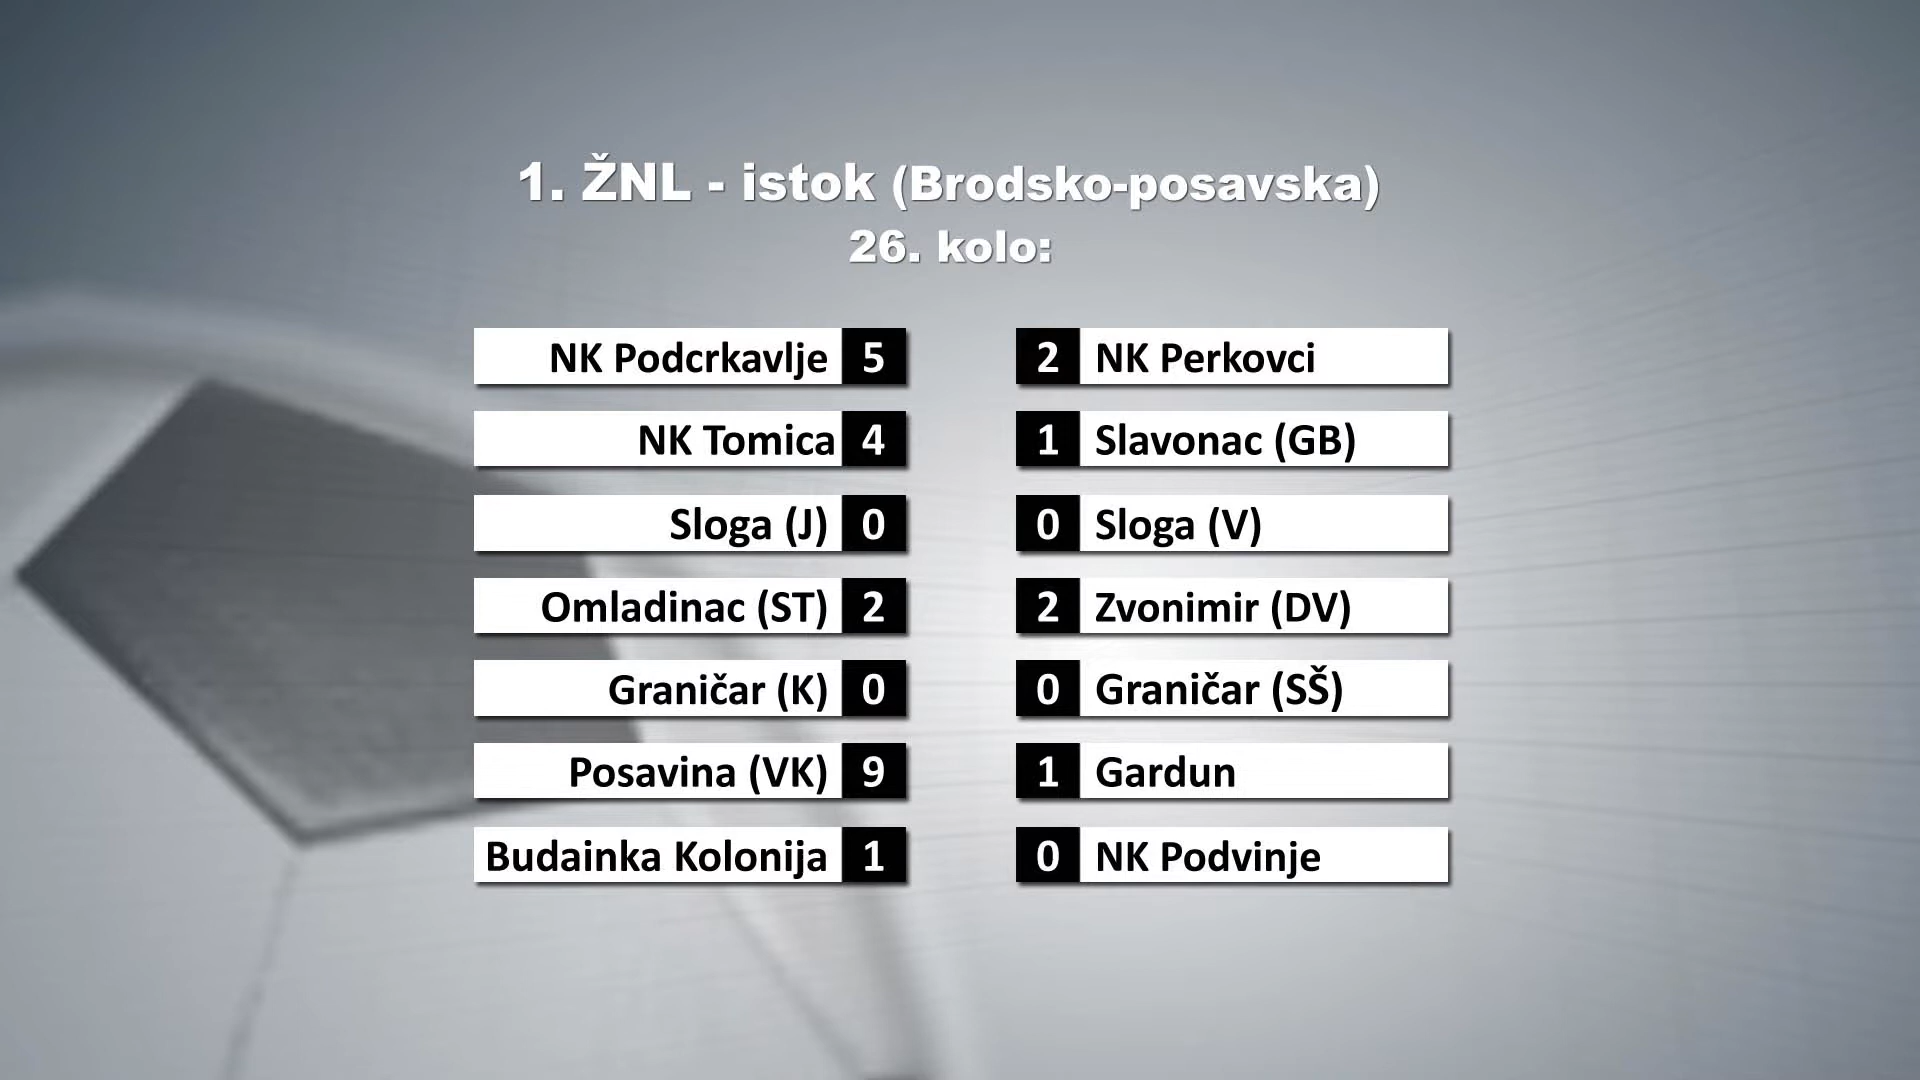 1. ŽNL - istok (Brodsko-posavska)
26. kolo:
NK Podcrkavlje 5 2 NK Perkovci
NK Tomica 4 1 Slavonac (GB)
Sloga (J) 0 0 Sloga (V)
Omladinac (ST) 2 2 Zvonimir (DV)
Graničar (K) 0 0 Graničar (SŠ)
Posavina (VK) 9 1 Gardun
Budainka Kolonija 1 0 NK Podvinje